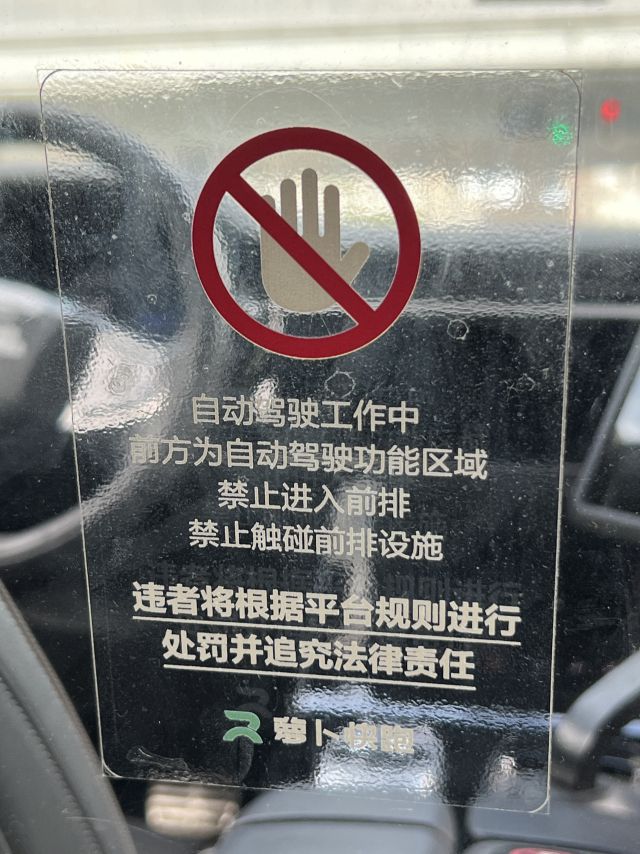 自动驾驶工作中
前方为自动驾驶功能区域
禁止进入前排
禁止触碰前排设施
违者将根据平台规则进行
处罚并追究法律责任
萝卜快跑